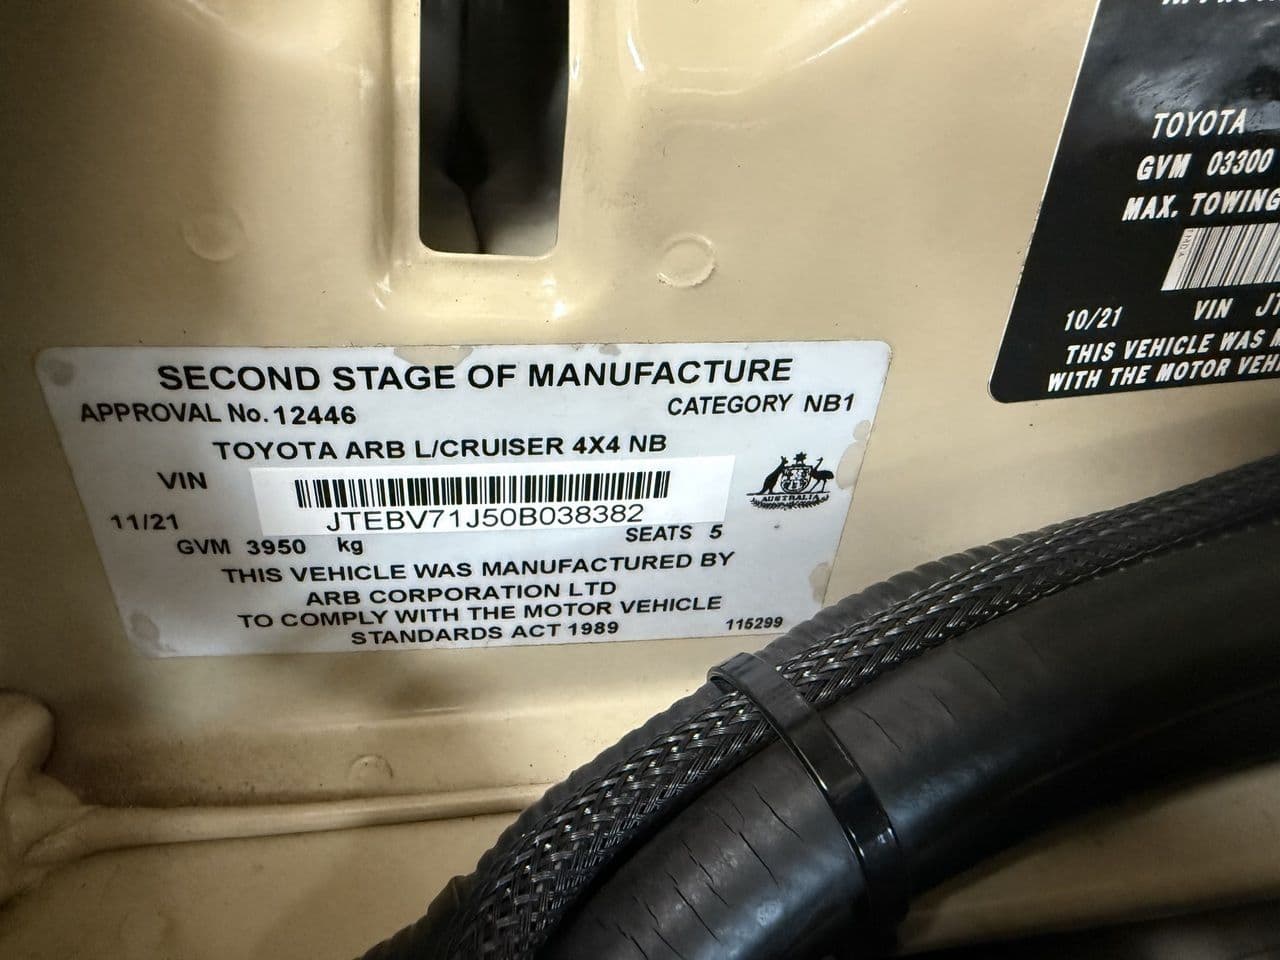 SECOND STAGE OF MANUFACTURE
APPROVAL No. 12446
CATEGORY NB1
TOYOTA ARB L/CRUISER 4X4 NB
VIN
JTEBV71J50B038382
AUSTRALIA
11/21
GVM 3950 kg
SEATS 5
THIS VEHICLE WAS MANUFACTURED BY
ARB CORPORATION LTD
TO COMPLY WITH THE MOTOR VEHICLE
STANDARDS ACT 1989
115299
TOYOTA
GVM 03300
MAX. TOWING
10/21 VIN
THIS VEHICLE WAS
WITH THE MOTOR